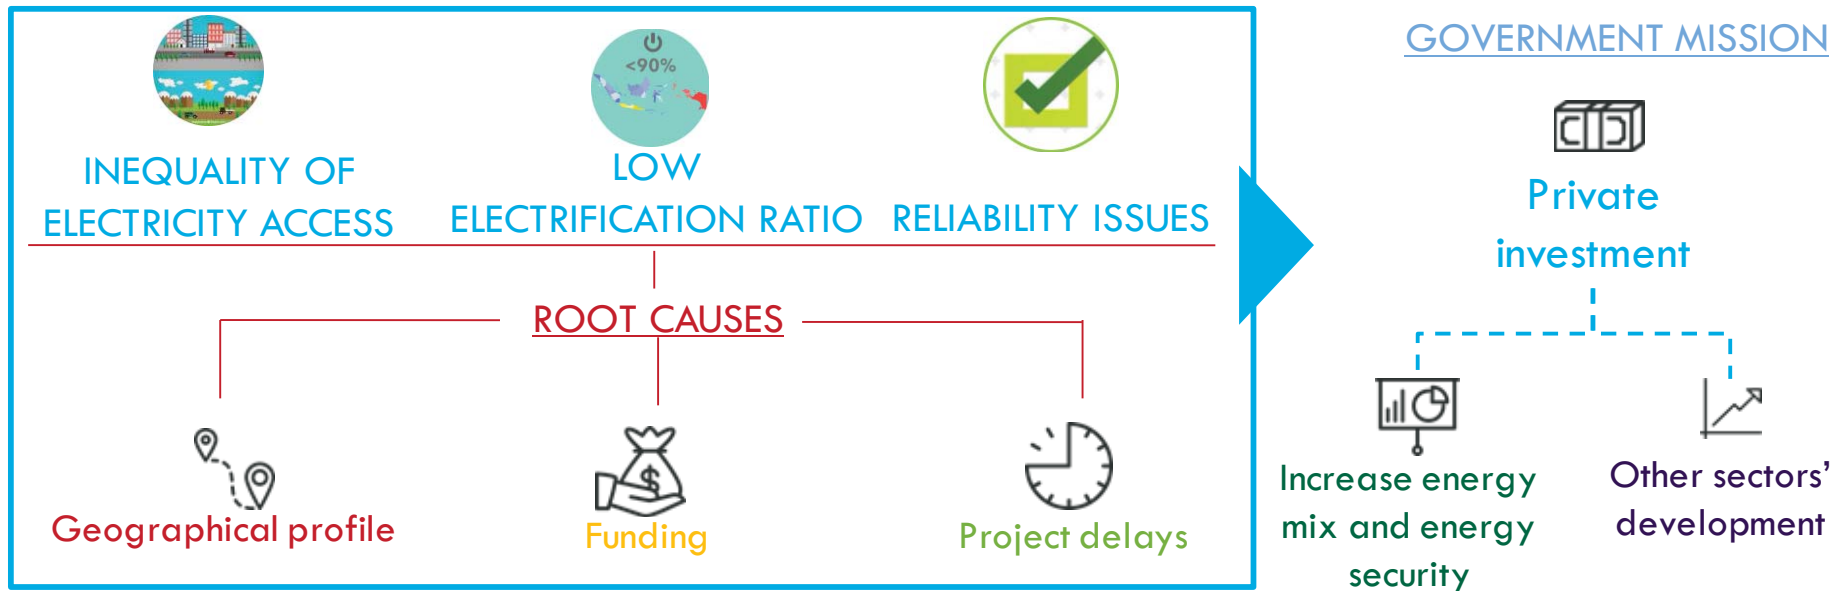 <90%
INEQUALITY OF
ELECTRICITY ACCESS
LOW
ELECTRIFICATION RATIO
RELIABILITY ISSUES
ROOT CAUSES
$
Geographical profile
Funding
Project delays
GOVERNMENT MISSION
Private
investment
Increase energy
mix and energy
security
Other sectors’
development